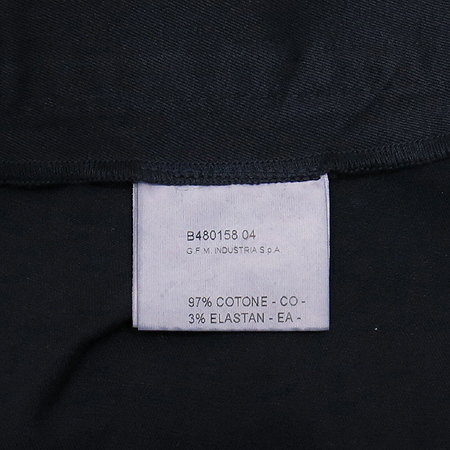 B480158 04
G.F.M. INDUSTRIA S.p.A
97% COTONE - CO -
3% ELASTAN - EA -